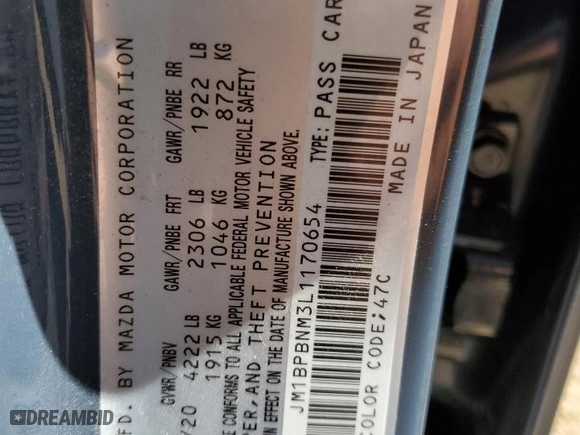 MFD. BY MAZDA MOTOR CORPORATION
GVWR/PNBV GAWR/PNBE FRT GAWR/PNBE RR
/20 4222 LB 2306 LB 1922 LB
1915 KG 1046 KG 872 KG
CONFORMS TO ALL APPLICABLE FEDERAL MOTOR VEHICLE SAFETY
AND THEFT PREVENTION
IN EFFECT ON THE DATE OF MANUFACTURE SHOWN ABOVE.
JM1BPBNM3L1170654 TYPE: PASS CAR
COLOR CODE;47C MADE IN JAPAN
DREAMBID